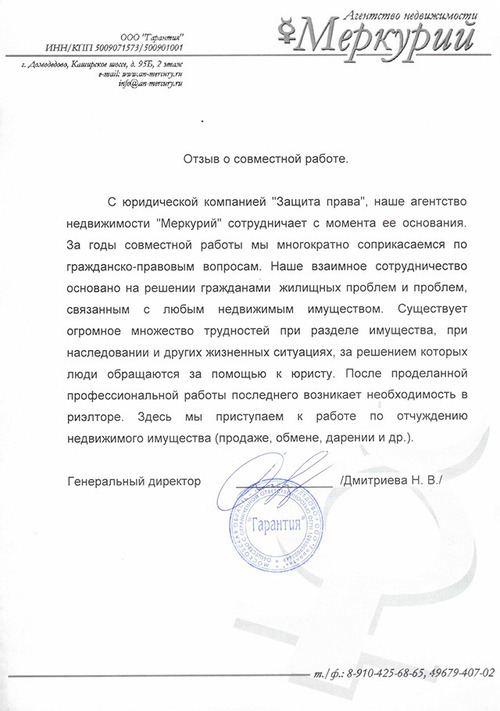 ООО "Гарантия"
ИНН/КПП 5009071573/500901001
Агентство недвижимости
Меркурий
г. Домодедово, Каширское шоссе, д. 95Б, 2 этаж
e-mail: www.an-mercury.ru
info@an-mercury.ru
Отзыв о совместной работе.
С юридической компанией "Защита права", наше агентство
недвижимости "Меркурий" сотрудничает с момента ее основания.
За годы совместной работы мы многократно соприкасаемся по
гражданско-правовым вопросам. Наше взаимное сотрудничество
основано на решении гражданами жилищных проблем и проблем,
связанным с любым недвижимым имуществом. Существует
огромное множество трудностей при разделе имущества, при
наследовании и других жизненных ситуациях, за решением которых
люди обращаются за помощью к юристу. После проделанной
профессиональной работы последнего возникает необходимость в
риэлторе. Здесь мы приступаем к работе по отчуждению
недвижимого имущества (продаже, обмене, дарении и др.).
Генеральный директор /Дмитриева Н. В./
"Гарантия"
т./ф.: 8-910-425-68-65, 49679-407-02